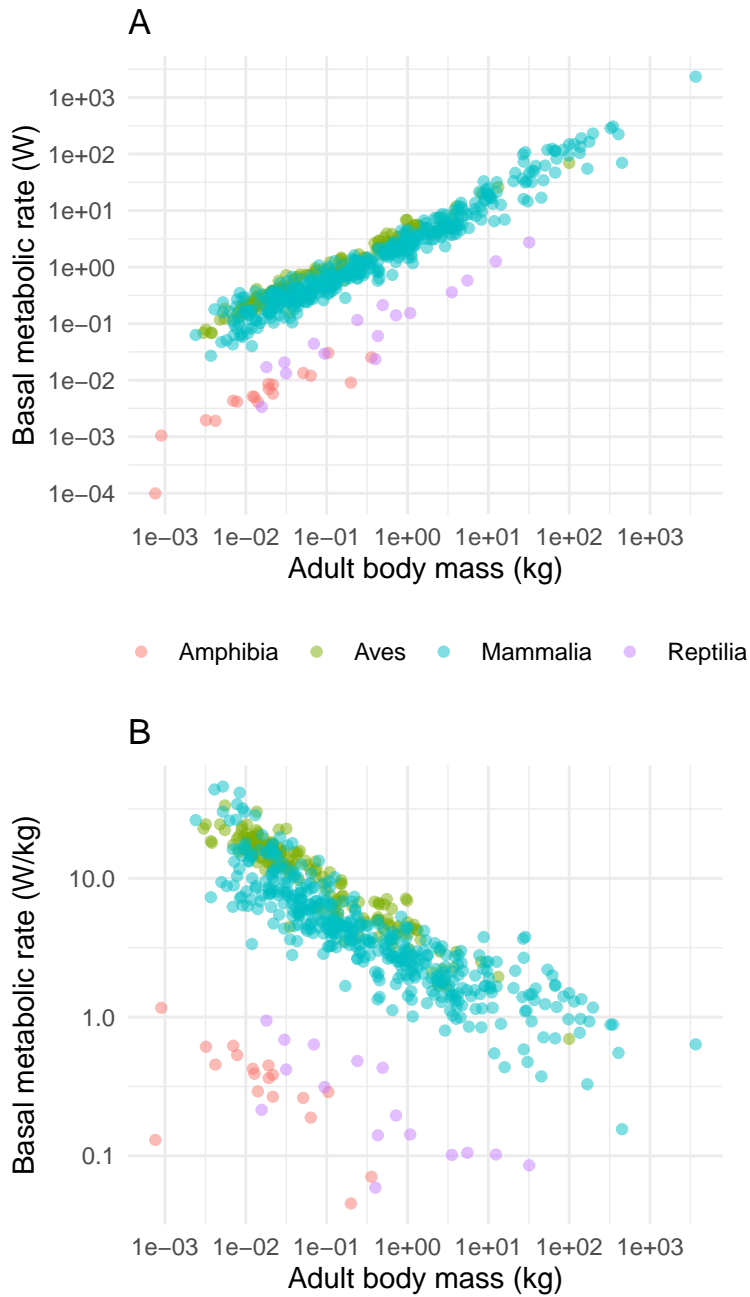 A
Basal metabolic rate (W)
1e+03
1e+02
1e+01
1e+00
1e−01
1e−02
1e−03
1e−04
1e−03 1e−02 1e−01 1e+00 1e+01 1e+02 1e+03
Adult body mass (kg)
Amphibia Aves Mammalia Reptilia
B
Basal metabolic rate (W/kg)
10.0
1.0
0.1
1e−03 1e−02 1e−01 1e+00 1e+01 1e+02 1e+03
Adult body mass (kg)